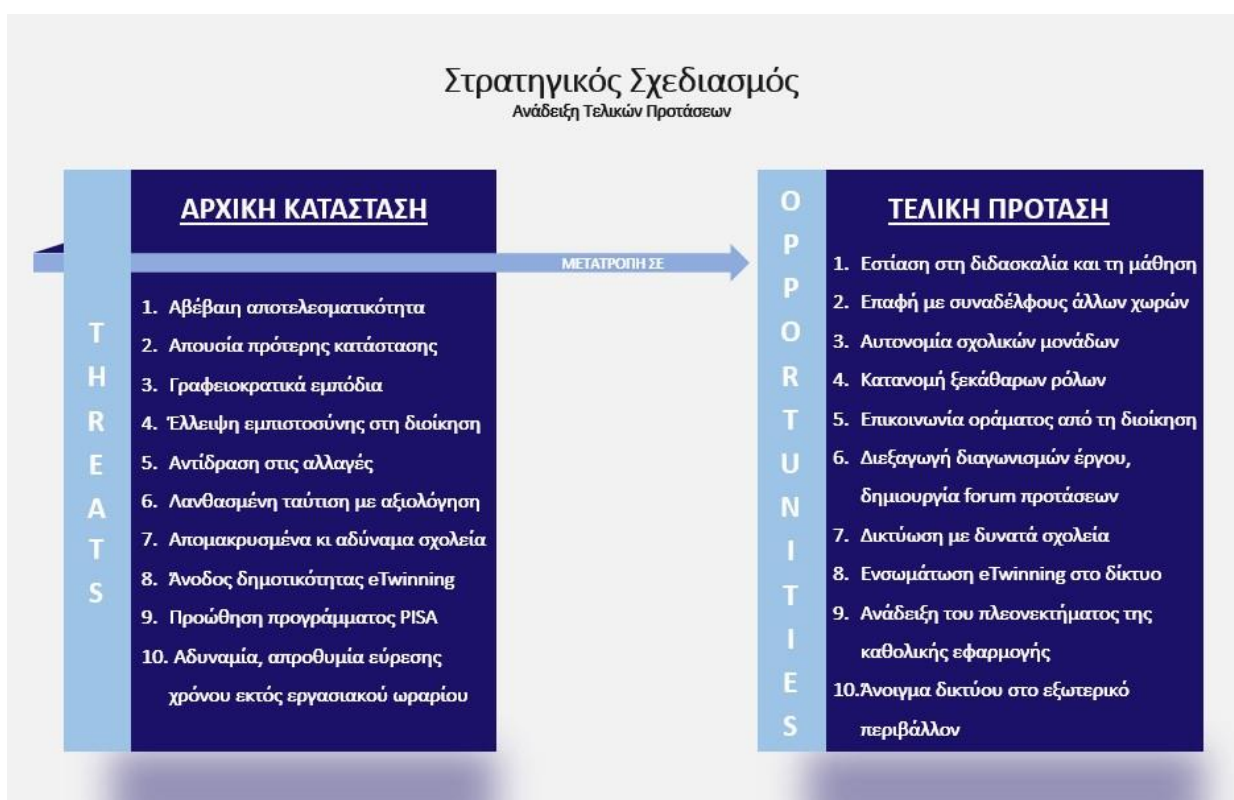 Στρατηγικός Σχεδιασμός
Ανάδειξη Τελικών Προτάσεων
THREATS
ΑΡΧΙΚΗ ΚΑΤΑΣΤΑΣΗ
1. Αβέβαιη αποτελεσματικότητα
2. Απουσία πρότερης κατάστασης
3. Γραφειοκρατικά εμπόδια
4. Έλλειψη εμπιστοσύνης στη διοίκηση
5. Αντίδραση στις αλλαγές
6. Λανθασμένη ταύτιση με αξιολόγηση
7. Απομακρυσμένα κι αδύναμα σχολεία
8. Άνοδος δημοτικότητας eTwinning
9. Προώθηση προγράμματος PISA
10. Αδυναμία, απροθυμία εύρεσης
χρόνου εκτός εργασιακού ωραρίου
ΜΕΤΑΤΡΟΠΗ ΣΕ
OPPORTUNITIES
ΤΕΛΙΚΗ ΠΡΟΤΑΣΗ
1. Εστίαση στη διδασκαλία και τη μάθηση
2. Επαφή με συναδέλφους άλλων χωρών
3. Αυτονομία σχολικών μονάδων
4. Κατανομή ξεκάθαρων ρόλων
5. Επικοινωνία οράματος από τη διοίκηση
6. Διεξαγωγή διαγωνισμών έργου,
δημιουργία forum προτάσεων
7. Δικτύωση με δυνατά σχολεία
8. Ενσωμάτωση eTwinning στο δίκτυο
9. Ανάδειξη του πλεονεκτήματος της
καθολικής εφαρμογής
10.Άνοιγμα δικτύου στο εξωτερικό
περιβάλλον